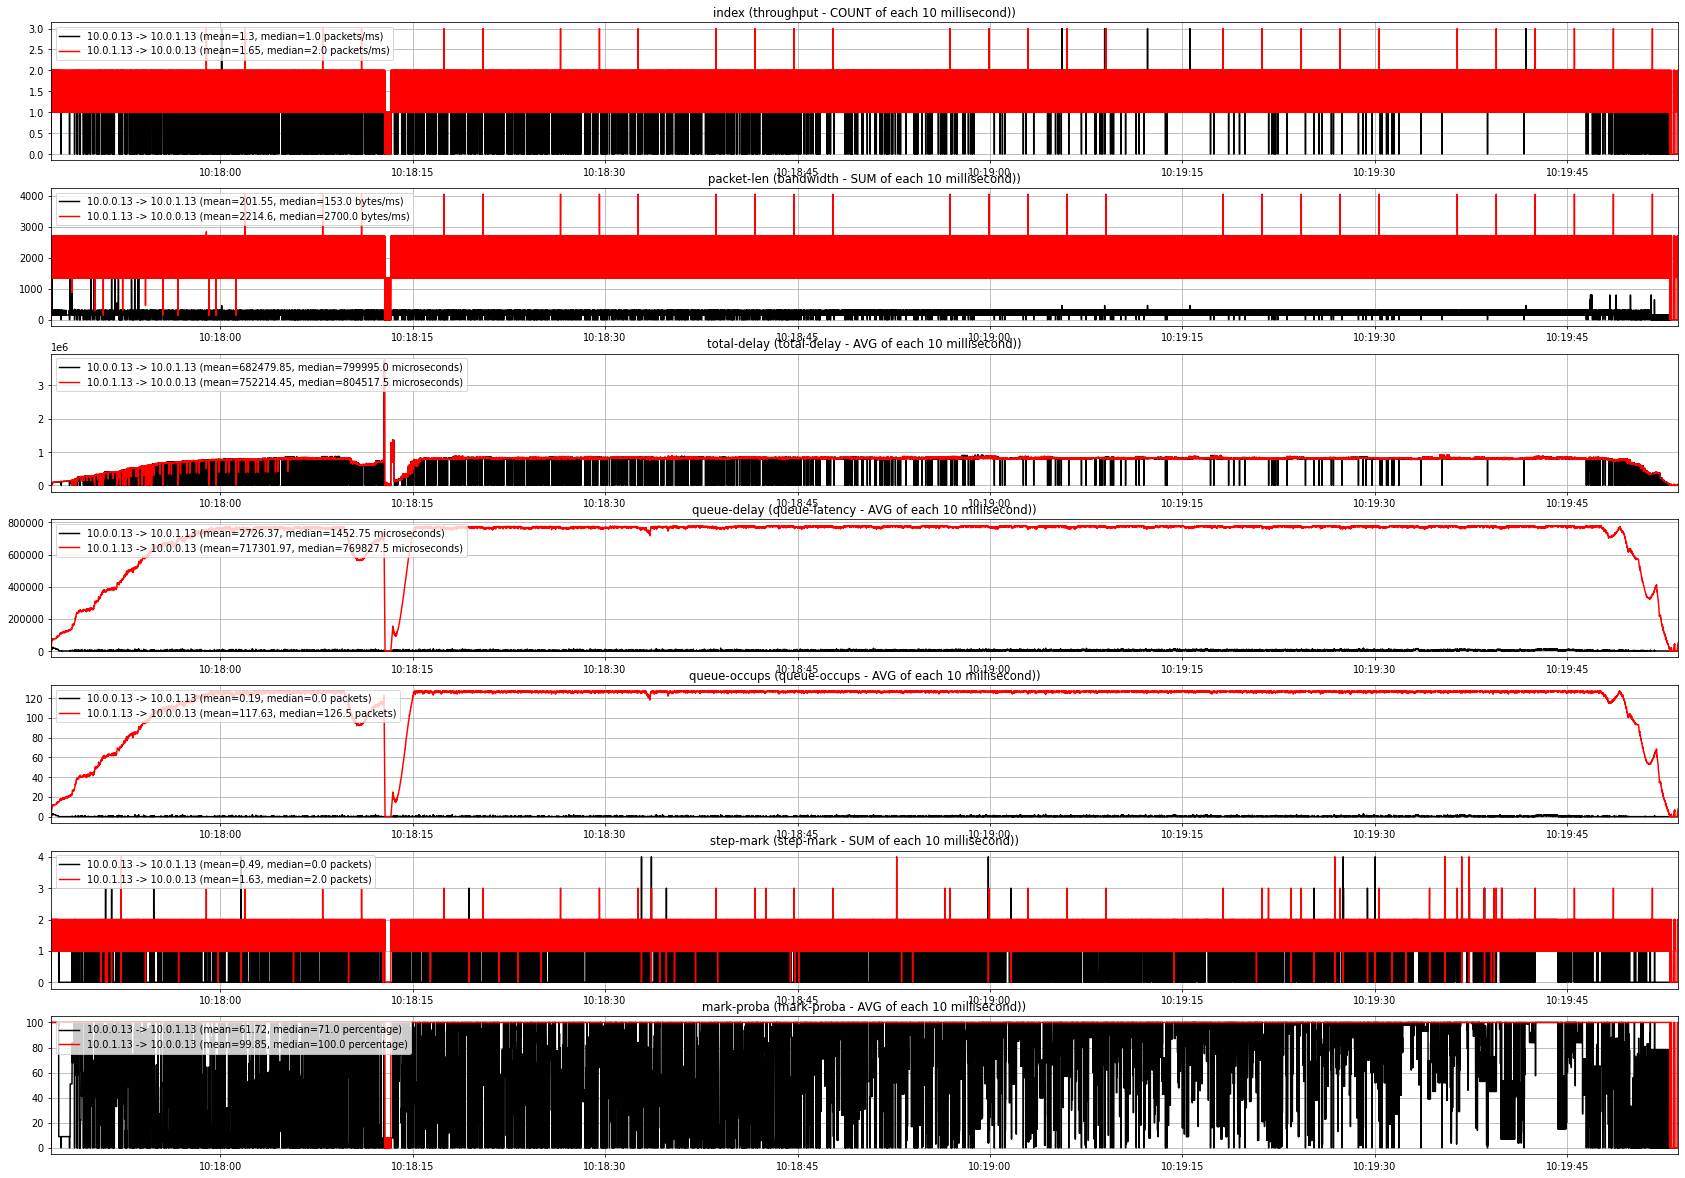 index (throughput - COUNT of each 10 millisecond))
10.0.0.13 -> 10.0.1.13 (mean=1.3, median=1.0 packets/ms)
10.0.1.13 -> 10.0.0.13 (mean=1.65, median=2.0 packets/ms)
3.0
2.5
2.0
1.5
1.0
0.5
0.0
10:18:00 10:18:15 10:18:30 10:18:45 10:19:00 10:19:15 10:19:30 10:19:45
packet-len (bandwidth - SUM of each 10 millisecond))
10.0.0.13 -> 10.0.1.13 (mean=201.55, median=153.0 bytes/ms)
10.0.1.13 -> 10.0.0.13 (mean=2214.6, median=2700.0 bytes/ms)
4000
3000
2000
1000
0
10:18:00 10:18:15 10:18:30 10:18:45 10:19:00 10:19:15 10:19:30 10:19:45
total-delay (total-delay - AVG of each 10 millisecond))
1e6
10.0.0.13 -> 10.0.1.13 (mean=682479.85, median=799995.0 microseconds)
10.0.1.13 -> 10.0.0.13 (mean=752214.45, median=804517.5 microseconds)
3
2
1
0
10:18:00 10:18:15 10:18:30 10:18:45 10:19:00 10:19:15 10:19:30 10:19:45
queue-delay (queue-latency - AVG of each 10 millisecond))
10.0.0.13 -> 10.0.1.13 (mean=2726.37, median=1452.75 microseconds)
10.0.1.13 -> 10.0.0.13 (mean=717301.97, median=769827.5 microseconds)
800000
600000
400000
200000
0
10:18:00 10:18:15 10:18:30 10:18:45 10:19:00 10:19:15 10:19:30 10:19:45
queue-occups (queue-occups - AVG of each 10 millisecond))
10.0.0.13 -> 10.0.1.13 (mean=0.19, median=0.0 packets)
10.0.1.13 -> 10.0.0.13 (mean=117.63, median=126.5 packets)
120
100
80
60
40
20
0
10:18:00 10:18:15 10:18:30 10:18:45 10:19:00 10:19:15 10:19:30 10:19:45
step-mark (step-mark - SUM of each 10 millisecond))
10.0.0.13 -> 10.0.1.13 (mean=0.49, median=0.0 packets)
10.0.1.13 -> 10.0.0.13 (mean=1.63, median=2.0 packets)
4
3
2
1
0
10:18:00 10:18:15 10:18:30 10:18:45 10:19:00 10:19:15 10:19:30 10:19:45
mark-proba (mark-proba - AVG of each 10 millisecond))
10.0.0.13 -> 10.0.1.13 (mean=61.72, median=71.0 percentage)
10.0.1.13 -> 10.0.0.13 (mean=99.85, median=100.0 percentage)
100
80
60
40
20
0
10:18:00 10:18:15 10:18:30 10:18:45 10:19:00 10:19:15 10:19:30 10:19:45